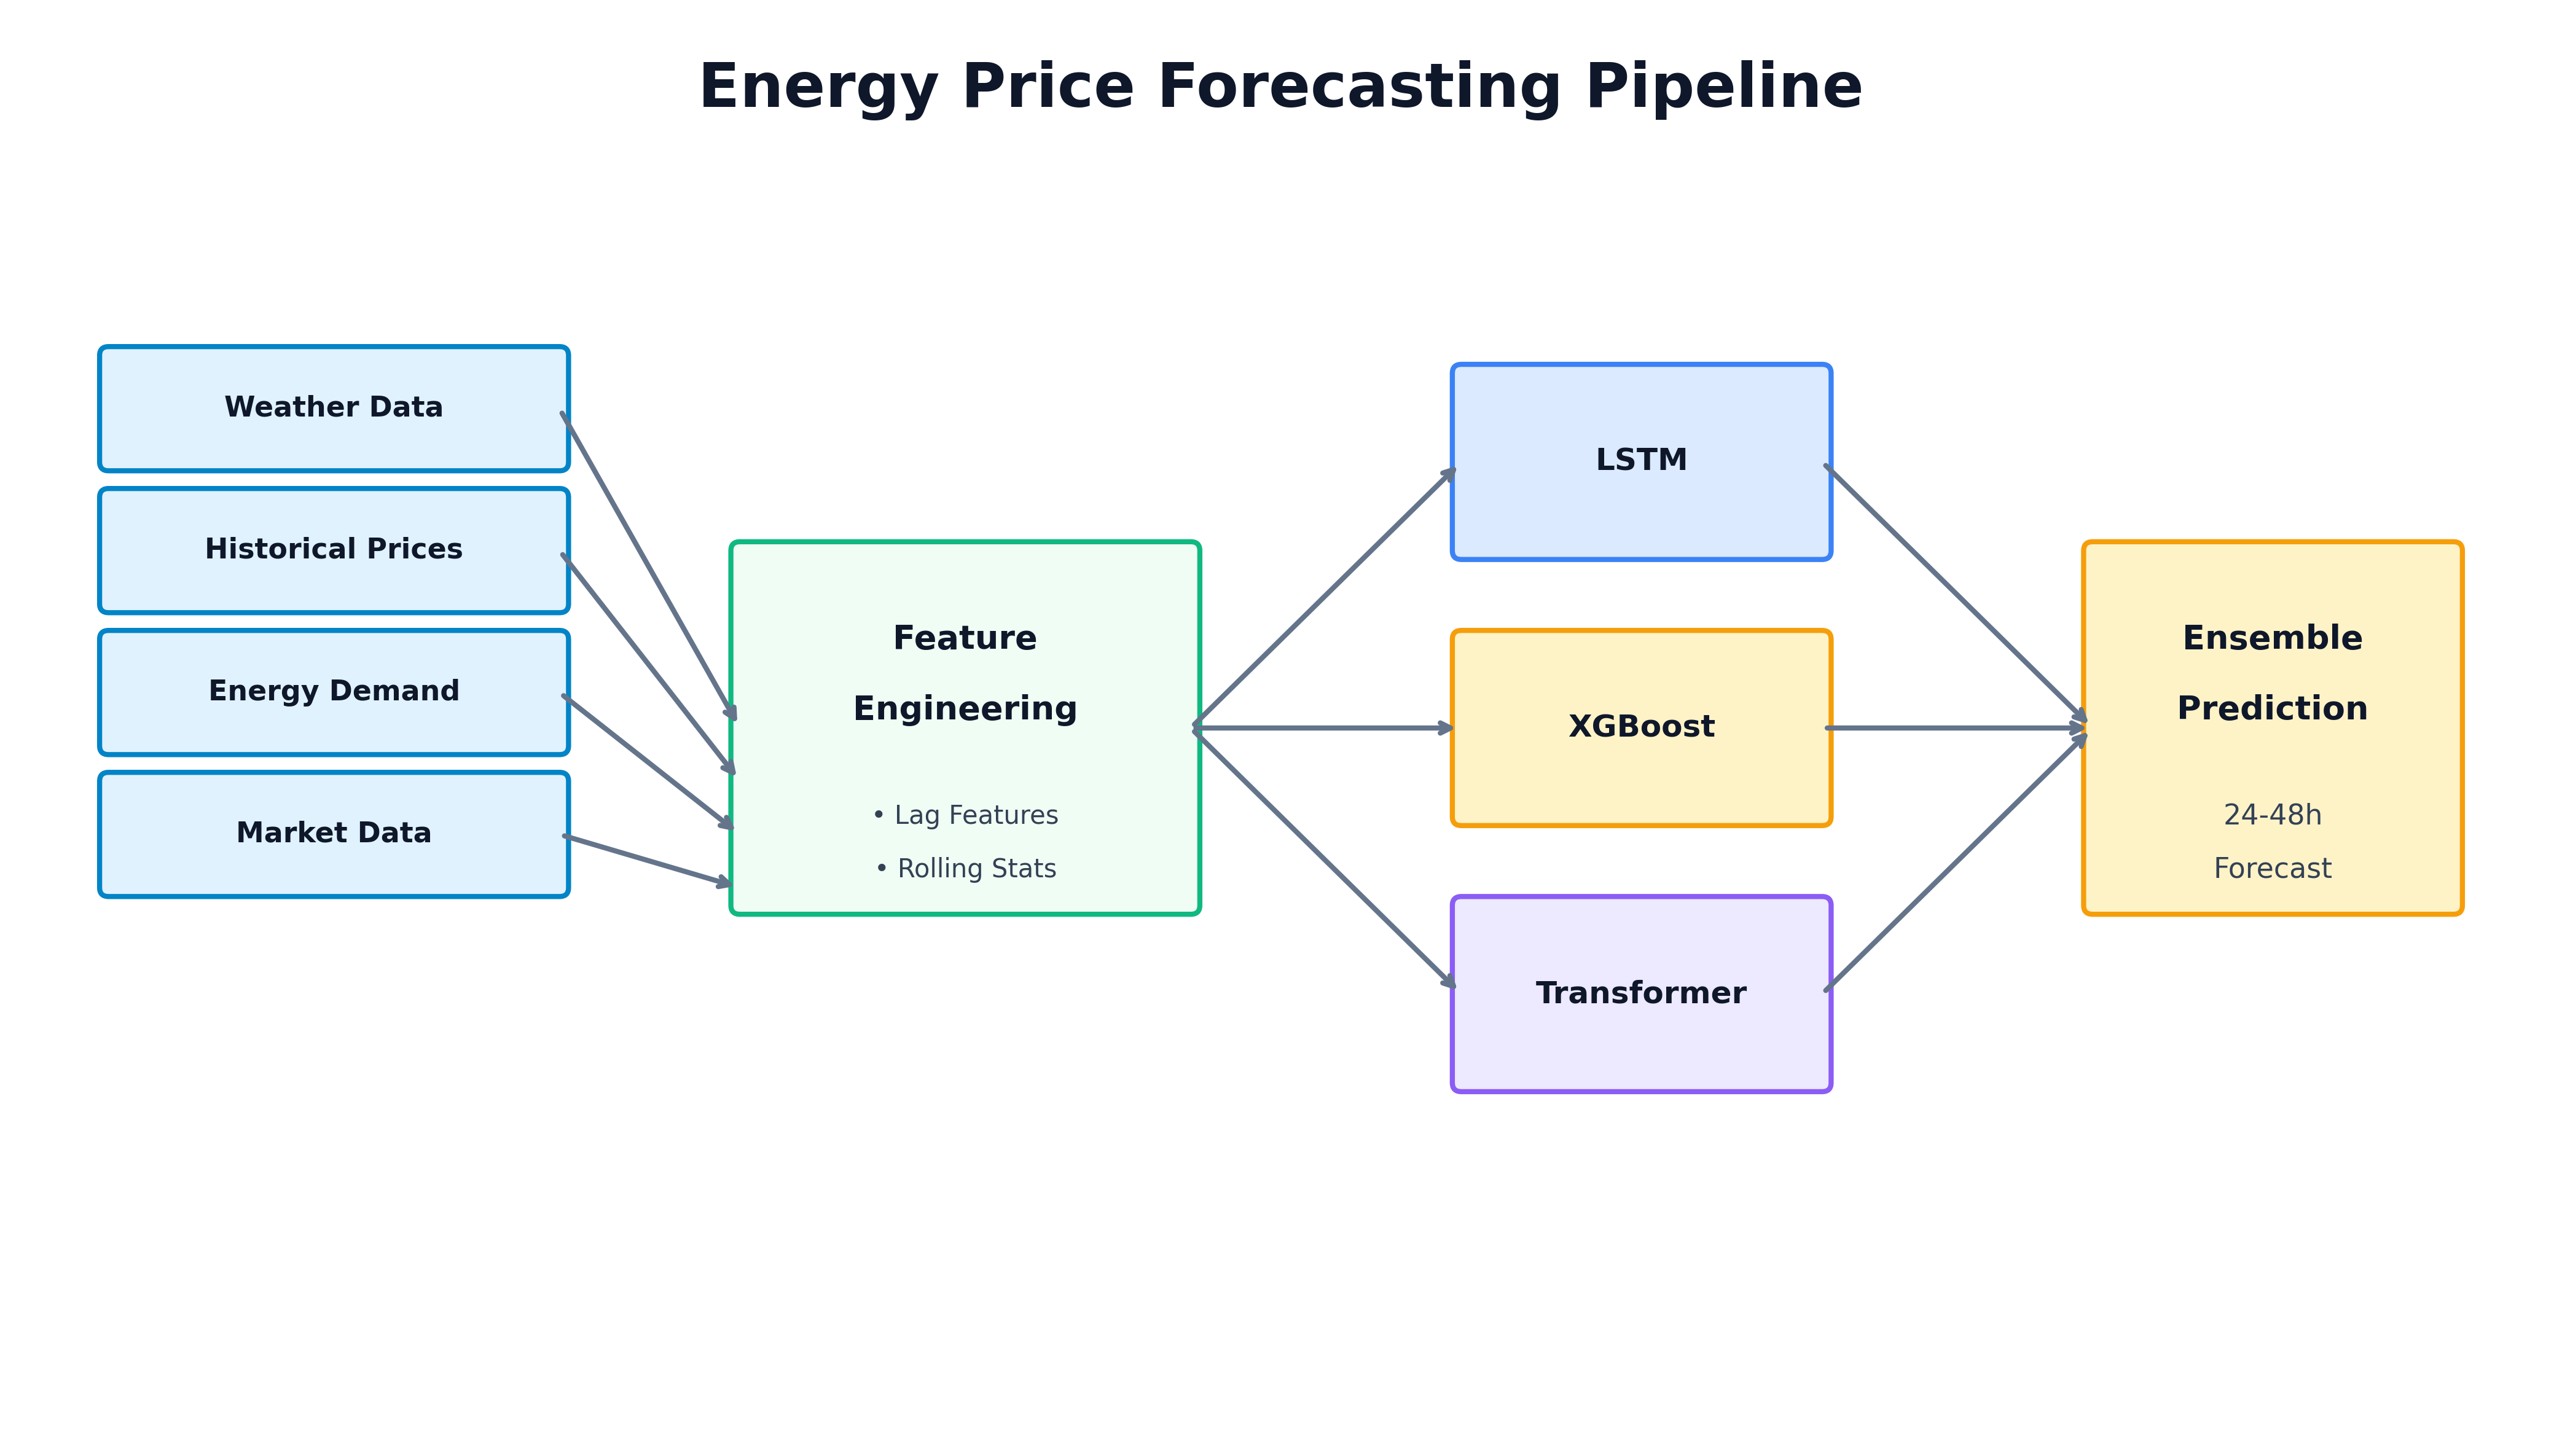 Energy Price Forecasting Pipeline
Weather Data
Historical Prices
Energy Demand
Market Data
Feature
Engineering
• Lag Features
• Rolling Stats
LSTM
XGBoost
Transformer
Ensemble
Prediction
24-48h
Forecast